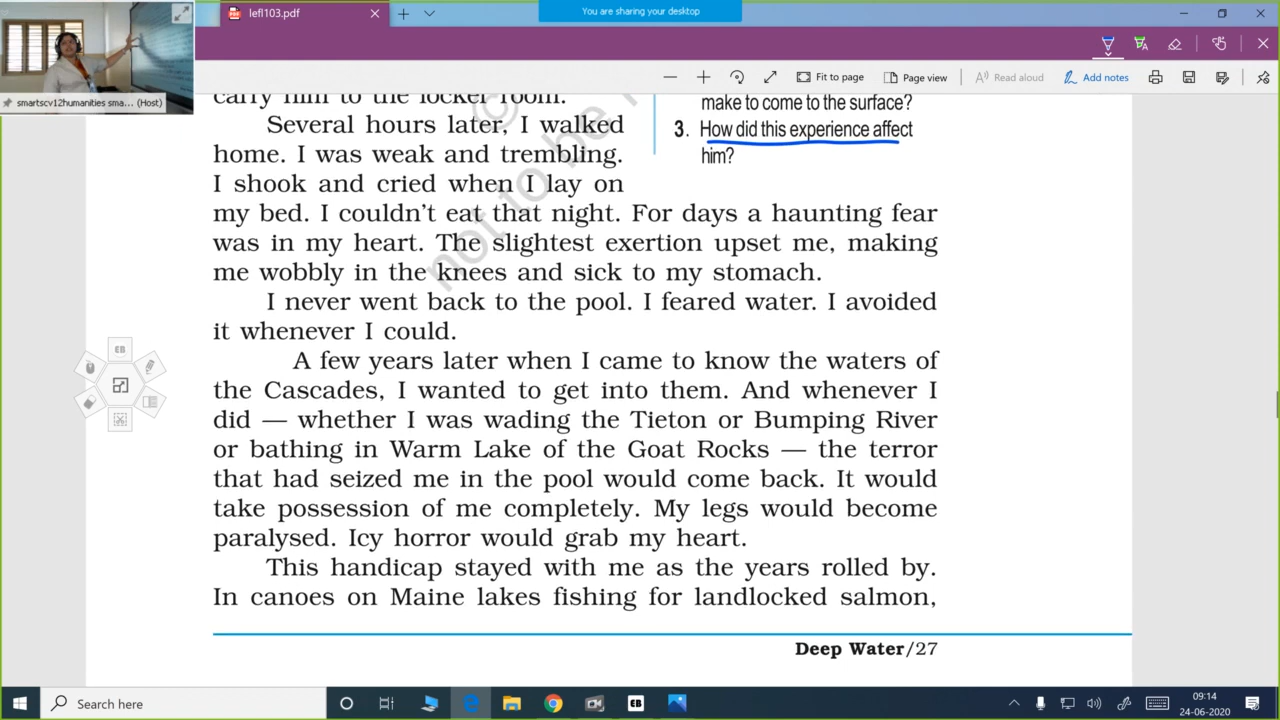 lefl103.pdf
You are sharing your desktop
smartscv12humanities sma... (Host)
Fit to page
Page view
Read aloud
Add notes
carry him to the locker room.
Several hours later, I walked
home. I was weak and trembling.
I shook and cried when I lay on
my bed. I couldn't eat that night. For days a haunting fear
was in my heart. The slightest exertion upset me, making
me wobbly in the knees and sick to my stomach.
I never went back to the pool. I feared water. I avoided
it whenever I could.
A few years later when I came to know the waters of
the Cascades, I wanted to get into them. And whenever I
did — whether I was wading the Tieton or Bumping River
or bathing in Warm Lake of the Goat Rocks — the terror
that had seized me in the pool would come back. It would
take possession of me completely. My legs would become
paralysed. Icy horror would grab my heart.
This handicap stayed with me as the years rolled by.
In canoes on Maine lakes fishing for landlocked salmon,
make to come to the surface?
3. How did this experience affect
him?
© not to be r
EB
Deep Water/27
Search here
EB
09:14
24-06-2020